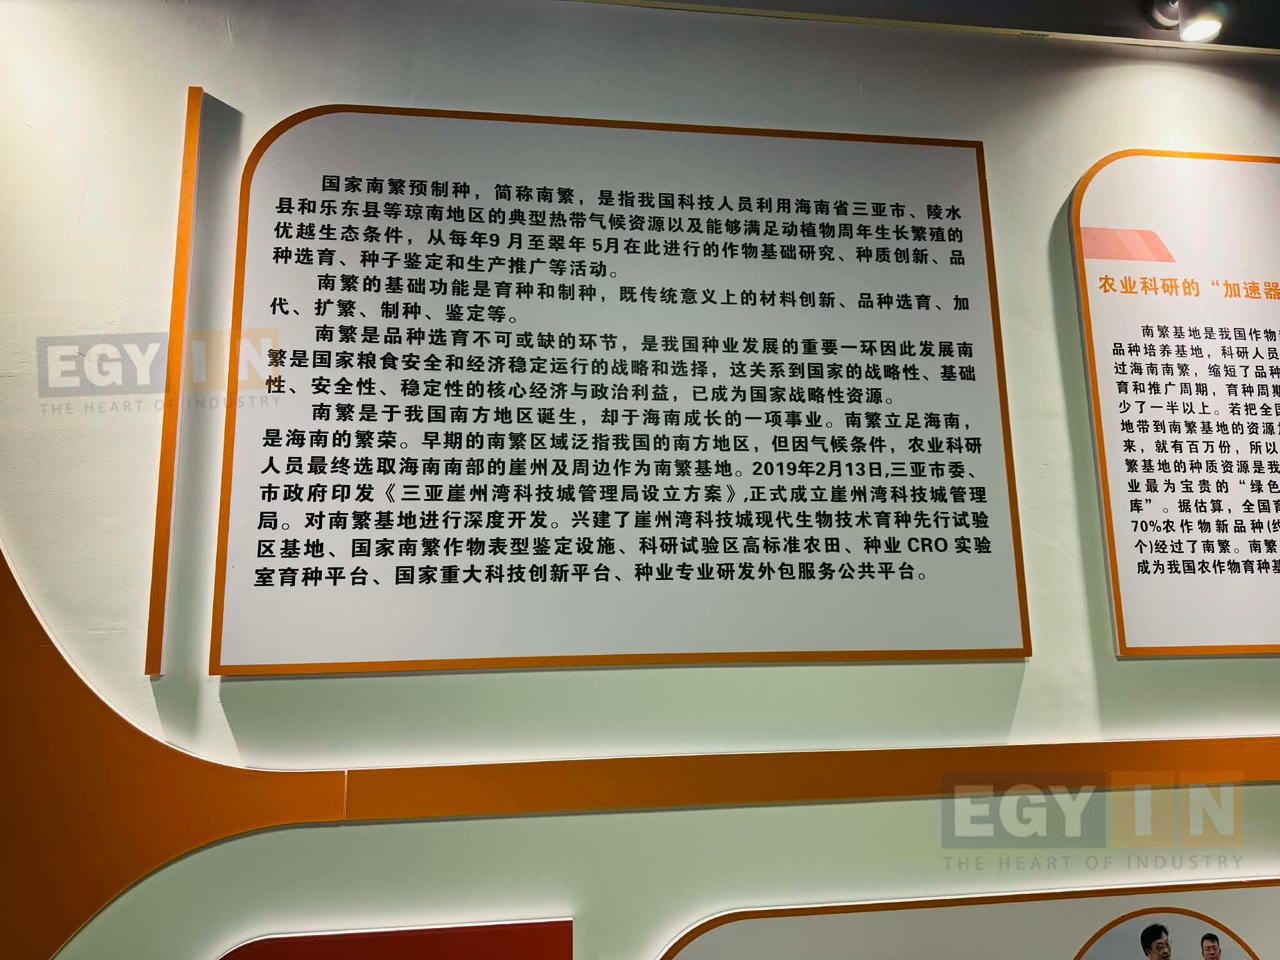 国家南繁预制种，简称南繁，是指我国科技人员利用海南省三亚市、陵水
县和乐东县等琼南地区的典型热带气候资源以及能够满足动植物周年生长繁殖的
优越生态条件，从每年9月至翌年5月在此进行的作物基础研究、种质创新、品
种选育、种子鉴定和生产推广等活动。
南繁的基础功能是育种和制种，既传统意义上的材料创新、品种选育、加
代、扩繁、制种、鉴定等。
南繁是品种选育不可或缺的环节，是我国种业发展的重要一环因此发展南
繁是国家粮食安全和经济稳定运行的战略和选择，这关系到国家的战略性、基础
性、安全性、稳定性的核心经济与政治利益，已成为国家战略性资源。
南繁是于我国南方地区诞生，却于海南成长的一项事业。南繁立足海南，
是海南的繁荣。早期的南繁区域泛指我国的南方地区，但因气候条件，农业科研
人员最终选取海南南部的崖州及周边作为南繁基地。2019年2月13日,三亚市委、
市政府印发《三亚崖州湾科技城管理局设立方案》,正式成立崖州湾科技城管理
局。对南繁基地进行深度开发。兴建了崖州湾科技城现代生物技术育种先行试验
区基地、国家南繁作物表型鉴定设施、科研试验区高标准农田、种业 CRO 实验
室育种平台、国家重大科技创新平台、种业专业研发外包服务公共平台。
农业科研的“加速器
南繁基地是我国作物
品种培养基地，科研人员
过海南南繁，缩短了品种
育和推广周期，育种周期
少了一半以上。若把全国
地带到南繁基地的资源
来，就有百万份，所以
繁基地的种质资源是我
业最为宝贵的“绿色
库”。据估算，全国育
70%农作物新品种(约
个)经过了南繁。南繁
成为我国农作物育种基
EGYIN
THE HEART OF INDUSTRY
EGYIN
THE HEART OF INDUSTRY